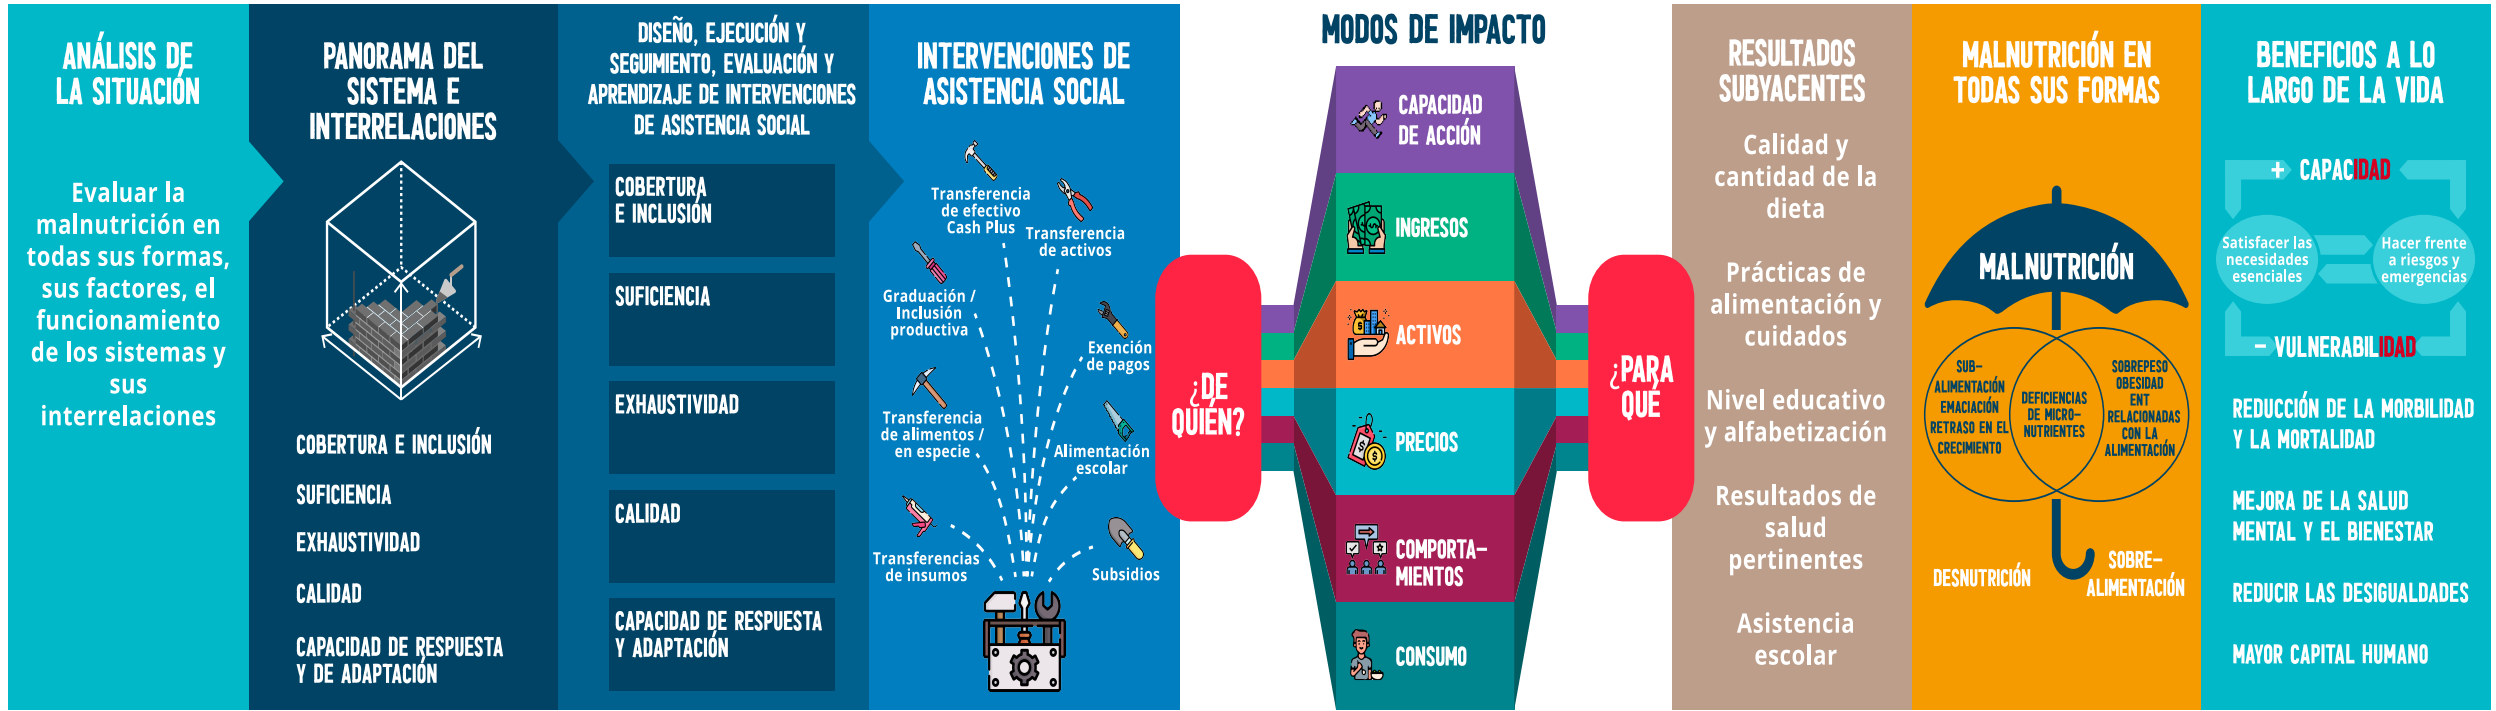 ANÁLISIS DE
LA SITUACIÓN
Evaluar la
malnutrición en
todas sus formas,
sus factores, el
funcionamiento
de los sistemas y
sus
interrelaciones
PANORAMA DEL
SISTEMA E
INTERRELACIONES
COBERTURA E INCLUSIÓN
SUFICIENCIA
EXHAUSTIVIDAD
CALIDAD
CAPACIDAD DE RESPUESTA
Y DE ADAPTACIÓN
DISEÑO, EJECUCIÓN Y
SEGUIMIENTO, EVALUACIÓN Y
APRENDIZAJE DE INTERVENCIONES
DE ASISTENCIA SOCIAL
COBERTURA
E INCLUSIÓN
SUFICIENCIA
EXHAUSTIVIDAD
CALIDAD
CAPACIDAD DE RESPUESTA
Y ADAPTACIÓN
INTERVENCIONES DE
ASISTENCIA SOCIAL
Transferencia
de efectivo
Cash Plus
Transferencia
de activos
Graduación /
Inclusión
productiva
Exención
de pagos
Transferencia
de alimentos /
en especie
Alimentación
escolar
Transferencias
de insumos
Subsidios
¿DE
QUIÉN?
MODOS DE IMPACTO
CAPACIDAD
DE ACCIÓN
INGRESOS
ACTIVOS
PRECIOS
COMPORTA-
MIENTOS
CONSUMO
¿PARA
QUÉ
RESULTADOS
SUBYACENTES
Calidad y
cantidad de la
dieta
Prácticas de
alimentación y
cuidados
Nivel educativo
y alfabetización
Resultados de
salud
pertinentes
Asistencia
escolar
MALNUTRICIÓN EN
TODAS SUS FORMAS
MALNUTRICIÓN
SUB-
ALIMENTACIÓN
EMACIACIÓN
RETRASO EN EL
CRECIMIENTO
DEFICIENCIAS
DE MICRO-
NUTRIENTES
SOBREPESO
OBESIDAD
ENT
RELACIONADAS
CON LA
ALIMENTACIÓN
DESNUTRICIÓN
SOBRE-
ALIMENTACIÓN
BENEFICIOS A LO
LARGO DE LA VIDA
+ CAPACIDAD
Satisfacer las
necesidades
esenciales
Hacer frente
a riesgos y
emergencias
- VULNERABILIDAD
REDUCCIÓN DE LA MORBILIDAD
Y LA MORTALIDAD
MEJORA DE LA SALUD
MENTAL Y EL BIENESTAR
REDUCIR LAS DESIGUALDADES
MAYOR CAPITAL HUMANO